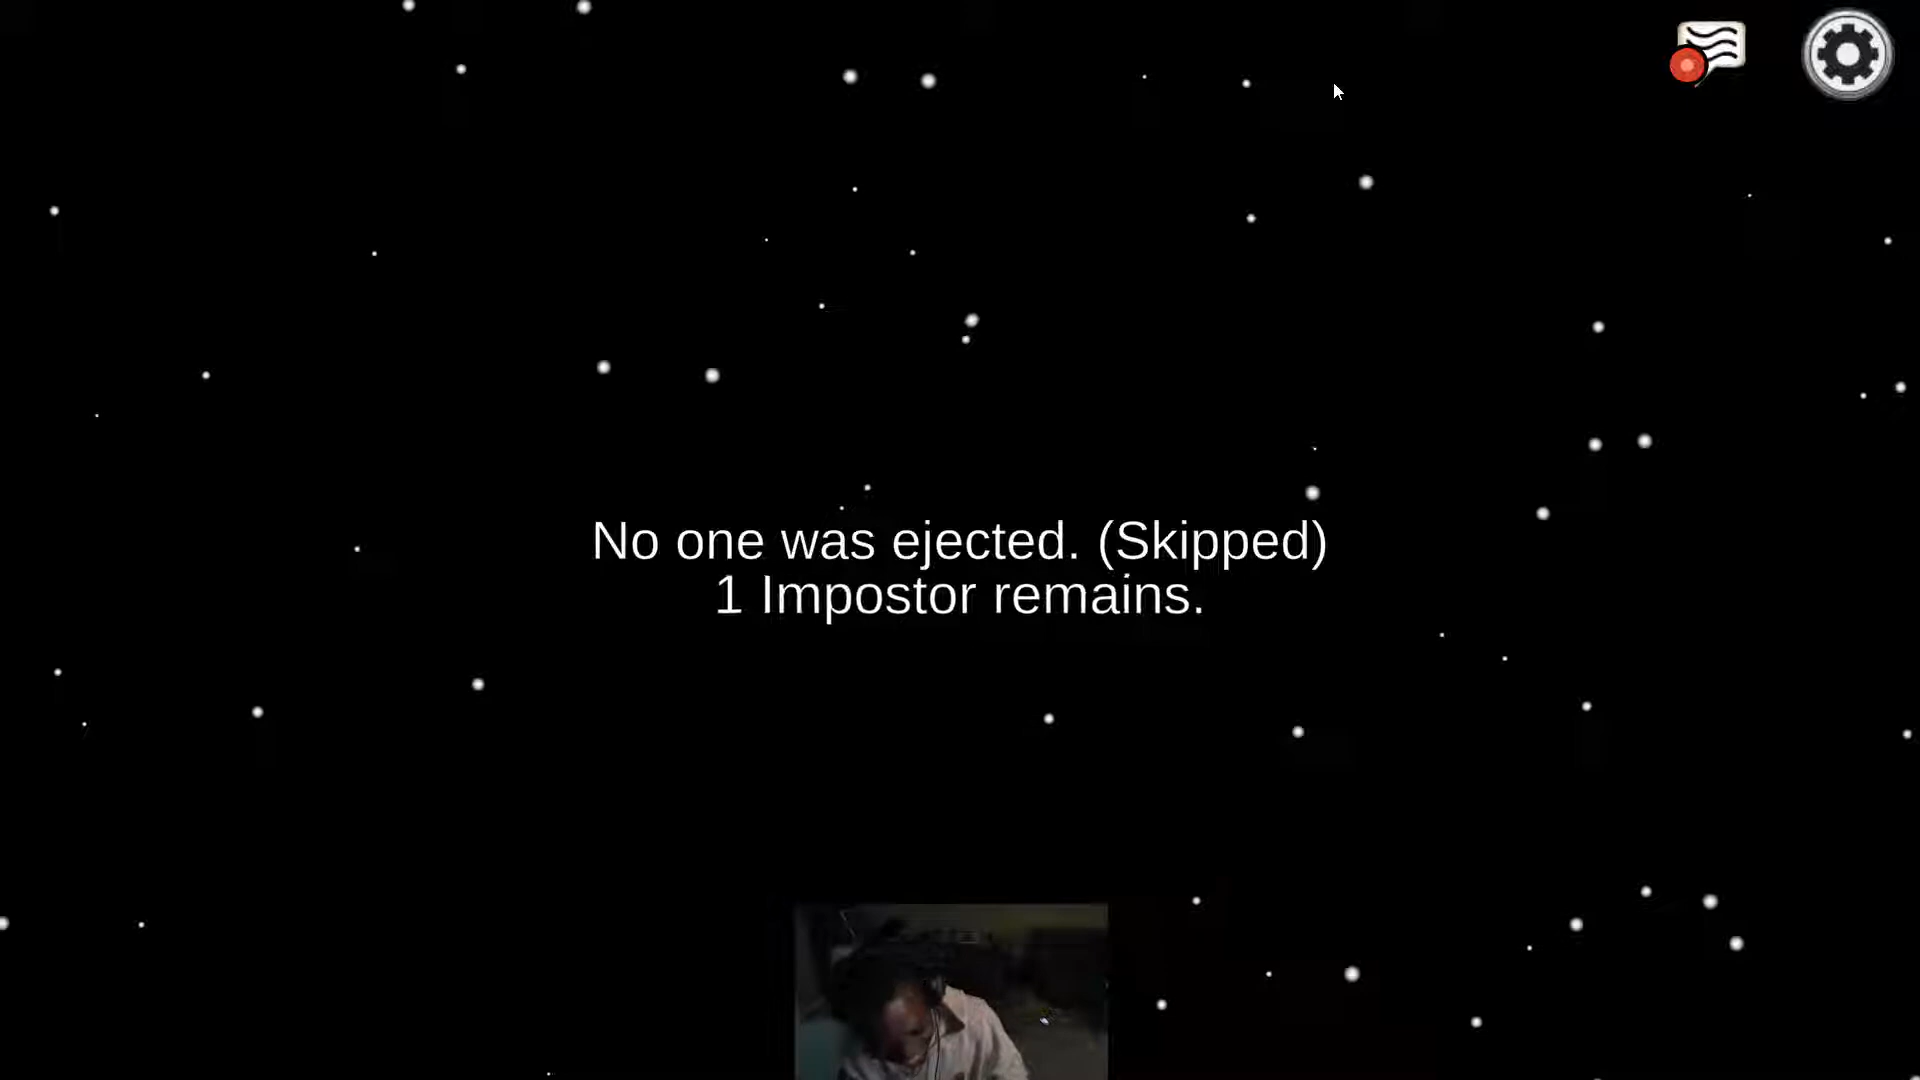 No one was ejected. (Skipped)
1 Impostor remains.